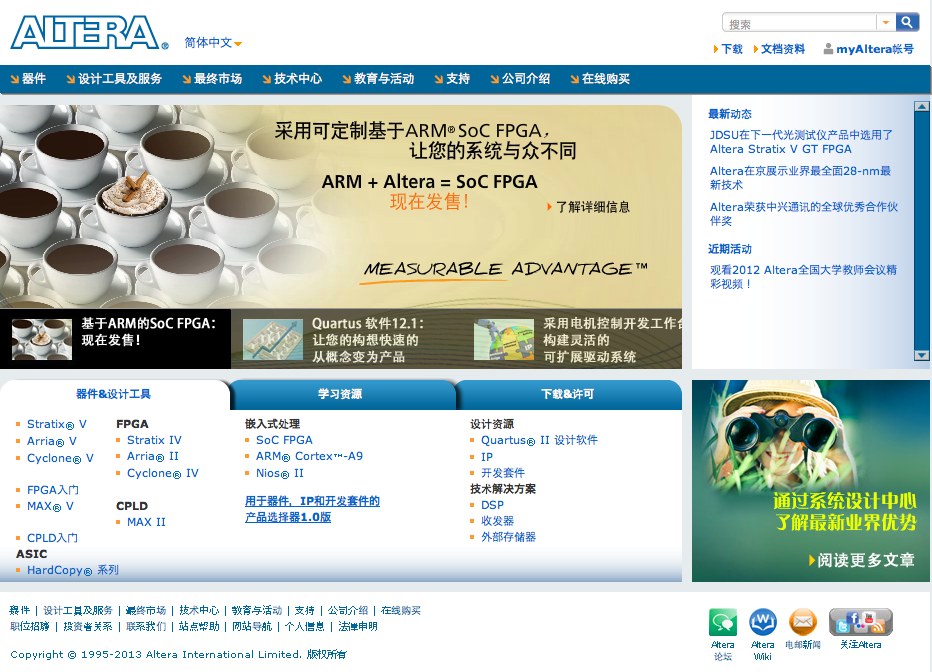 ALTERA®
简体中文
搜索
下载
文档资料
myAltera帐号
器件
设计工具及服务
最终市场
技术中心
教育与活动
支持
公司介绍
在线购买
采用可定制基于ARM®SoC FPGA，
让您的系统与众不同
ARM + Altera = SoC FPGA
现在发售！
了解详细信息
MEASURABLE ADVANTAGE™
基于ARM的SoC FPGA：
现在发售！
Quartus 软件12.1：
让您的构想快速的
从概念变为产品
采用电机控制开发工作台
构建灵活的
可扩展驱动系统
最新动态
JDSU在下一代光测试仪产品中选用了
Altera Stratix V GT FPGA
Altera在京展示业界最全面28-nm最
新技术
Altera荣获中兴通讯的全球优秀合作伙
伴奖
近期活动
观看2012 Altera全国大学教师会议精
彩视频！
器件&设计工具
学习资源
下载&许可
Stratix® V
Arria® V
Cyclone® V
FPGA入门
MAX® V
CPLD入门
ASIC
HardCopy® 系列
FPGA
Stratix IV
Arria® II
Cyclone® IV
CPLD
MAX II
嵌入式处理
SoC FPGA
ARM® Cortex™-A9
Nios® II
用于器件，IP和开发套件的
产品选择器1.0版
设计资源
Quartus® II 设计软件
IP
开发套件
技术解决方案
DSP
收发器
外部存储器
通过系统设计中心
了解最新业界优势
阅读更多文章
器件 | 设计工具及服务 | 最终市场 | 技术中心 | 教育与活动 | 支持 | 公司介绍 | 在线购买
职位招聘 | 投资者关系 | 联系我们 | 站点帮助 | 网站导航 | 个人信息 | 法律申明
Copyright © 1995-2013 Altera International Limited. 版权所有
Altera
论坛
Altera
Wiki
电邮新闻
关注Altera